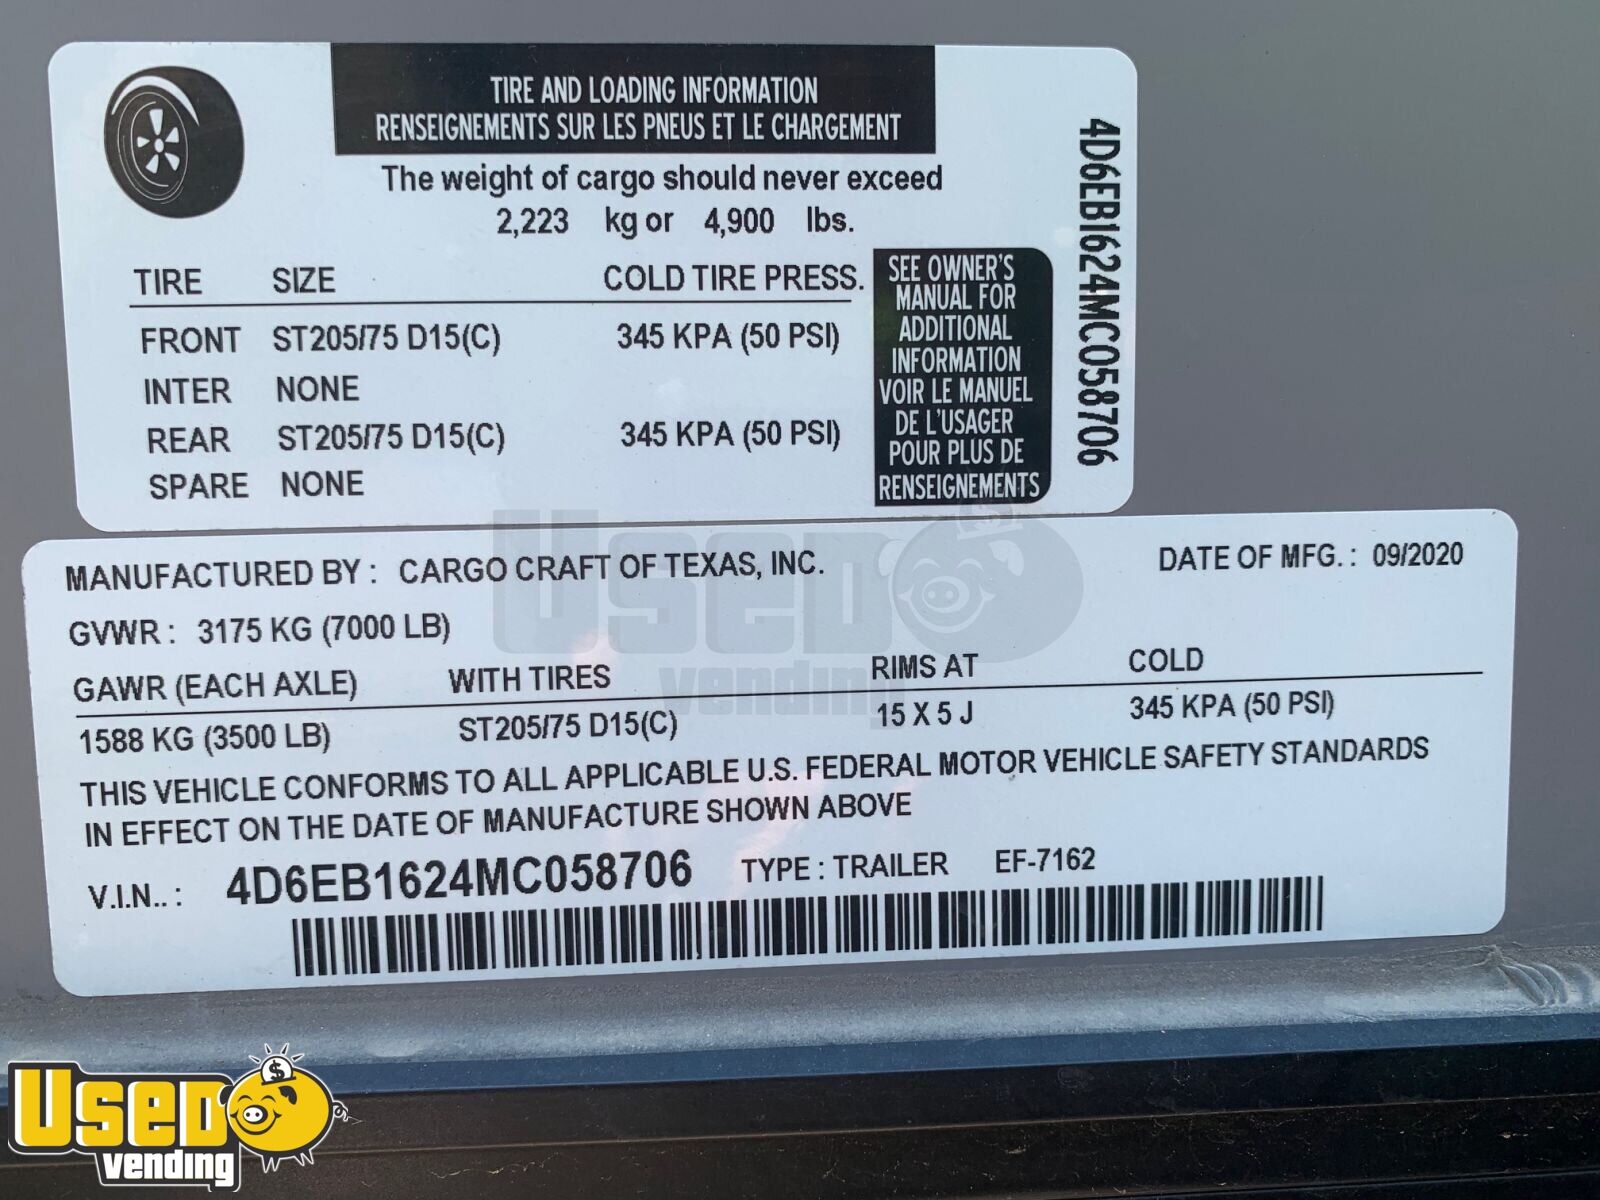 TIRE AND LOADING INFORMATION
RENSEIGNEMENTS SUR LES PNEUS ET LE CHARGEMENT
The weight of cargo should never exceed
2,223 kg or 4,900 lbs.
TIRE SIZE COLD TIRE PRESS.
FRONT ST205/75 D15(C) 345 KPA (50 PSI)
INTER NONE
REAR ST205/75 D15(C) 345 KPA (50 PSI)
SPARE NONE
SEE OWNER'S
MANUAL FOR
ADDITIONAL
INFORMATION
VOIR LE MANUEL
DE L'USAGER
POUR PLUS DE
RENSEIGNEMENTS
4D6EB1624MC058706
MANUFACTURED BY : CARGO CRAFT OF TEXAS, INC. DATE OF MFG. : 09/2020
GVWR : 3175 KG (7000 LB)
GAWR (EACH AXLE) WITH TIRES RIMS AT COLD
1588 KG (3500 LB) ST205/75 D15(C) 15 X 5 J 345 KPA (50 PSI)
THIS VEHICLE CONFORMS TO ALL APPLICABLE U.S. FEDERAL MOTOR VEHICLE SAFETY STANDARDS
IN EFFECT ON THE DATE OF MANUFACTURE SHOWN ABOVE
V.I.N.. : 4D6EB1624MC058706 TYPE : TRAILER EF-7162
Used
vending
$
Used
vending
$